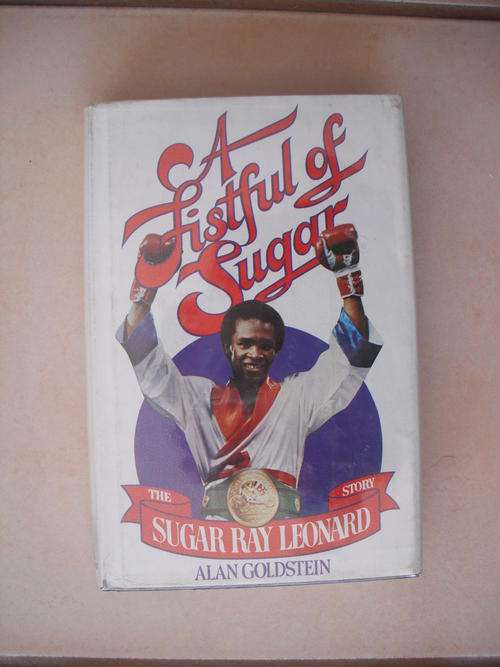 A
Fistful of
Sugar
THE
STORY
SUGAR RAY LEONARD
ALAN GOLDSTEIN